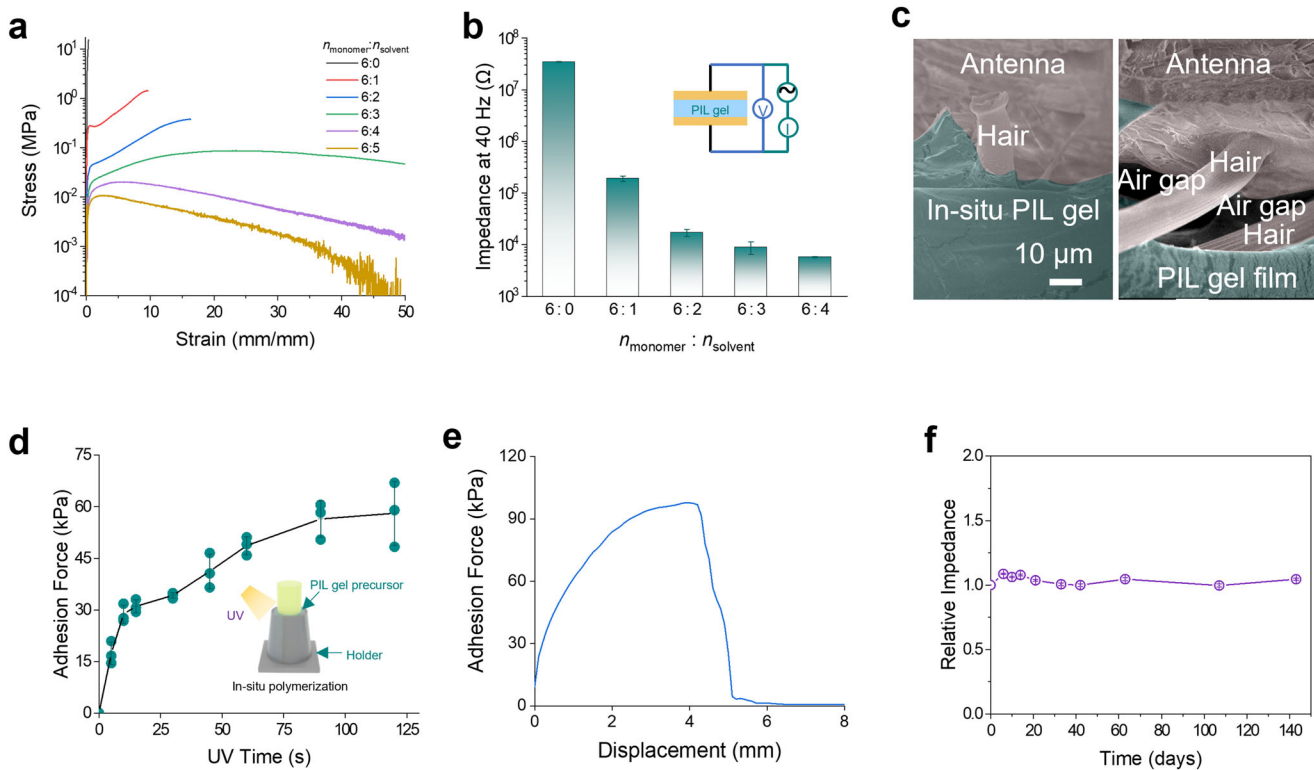 a
n_monomer:n_solvent
6:0
6:1
6:2
6:3
6:4
6:5
10¹
10⁰
10⁻¹
10⁻²
10⁻³
10⁻⁴
Stress (MPa)
0 10 20 30 40 50
Strain (mm/mm)
b
10⁸
10⁷
10⁶
10⁵
10⁴
10³
Impedance at 40 Hz (Ω)
PIL gel
V
I
6:0 6:1 6:2 6:3 6:4
n_monomer : n_solvent
c
Antenna
Hair
In-situ PIL gel
10 µm
Antenna
Hair
Air gap
Air gap
Hair
PIL gel film
d
75
60
45
30
15
0
Adhesion Force (kPa)
PIL gel precursor
UV
Holder
In-situ polymerization
0 25 50 75 100 125
UV Time (s)
e
120
90
60
30
0
Adhesion Force (kPa)
0 2 4 6 8
Displacement (mm)
f
2.0
1.5
1.0
0.5
0.0
Relative Impedance
0 20 40 60 80 100 120 140
Time (days)